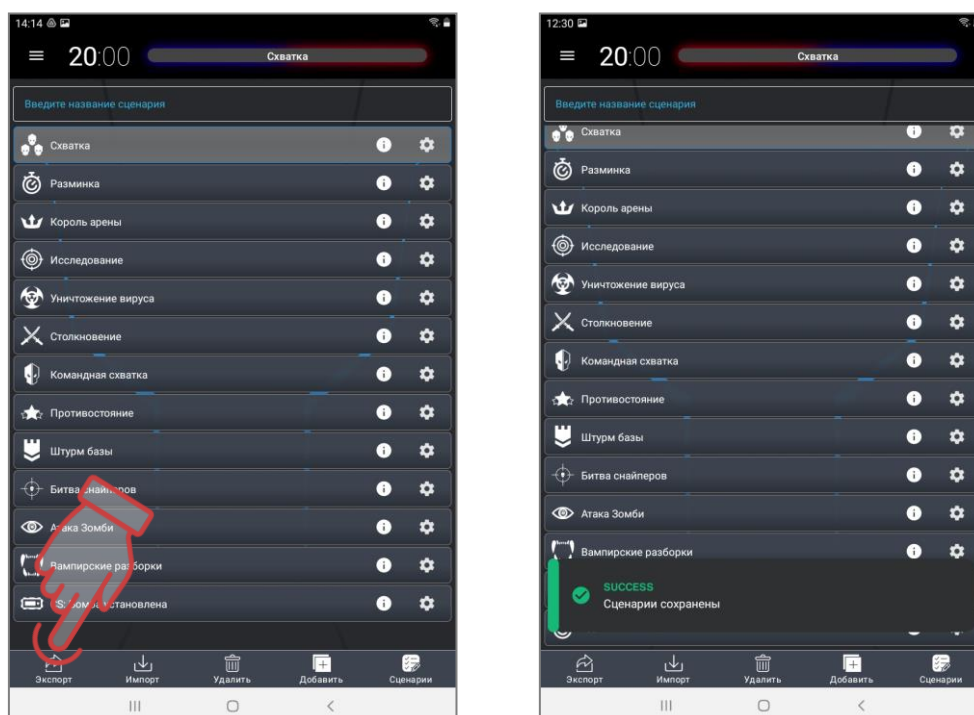 14:14
20:00
Схватка
Введите название сценария
Схватка
Разминка
Король арены
Исследование
Уничтожение вируса
Столкновение
Командная схватка
Противостояние
Штурм базы
Битва снайперов
Атака Зомби
Вампирские разборки
установлена
Экспорт
Импорт
Удалить
Добавить
Сценарии
12:30
20:00
Схватка
Введите название сценария
Схватка
Разминка
Король арены
Исследование
Уничтожение вируса
Столкновение
Командная схватка
Противостояние
Штурм базы
Битва снайперов
Атака Зомби
Вампирские разборки
SUCCESS
Сценарии сохранены
Экспорт
Импорт
Удалить
Добавить
Сценарии